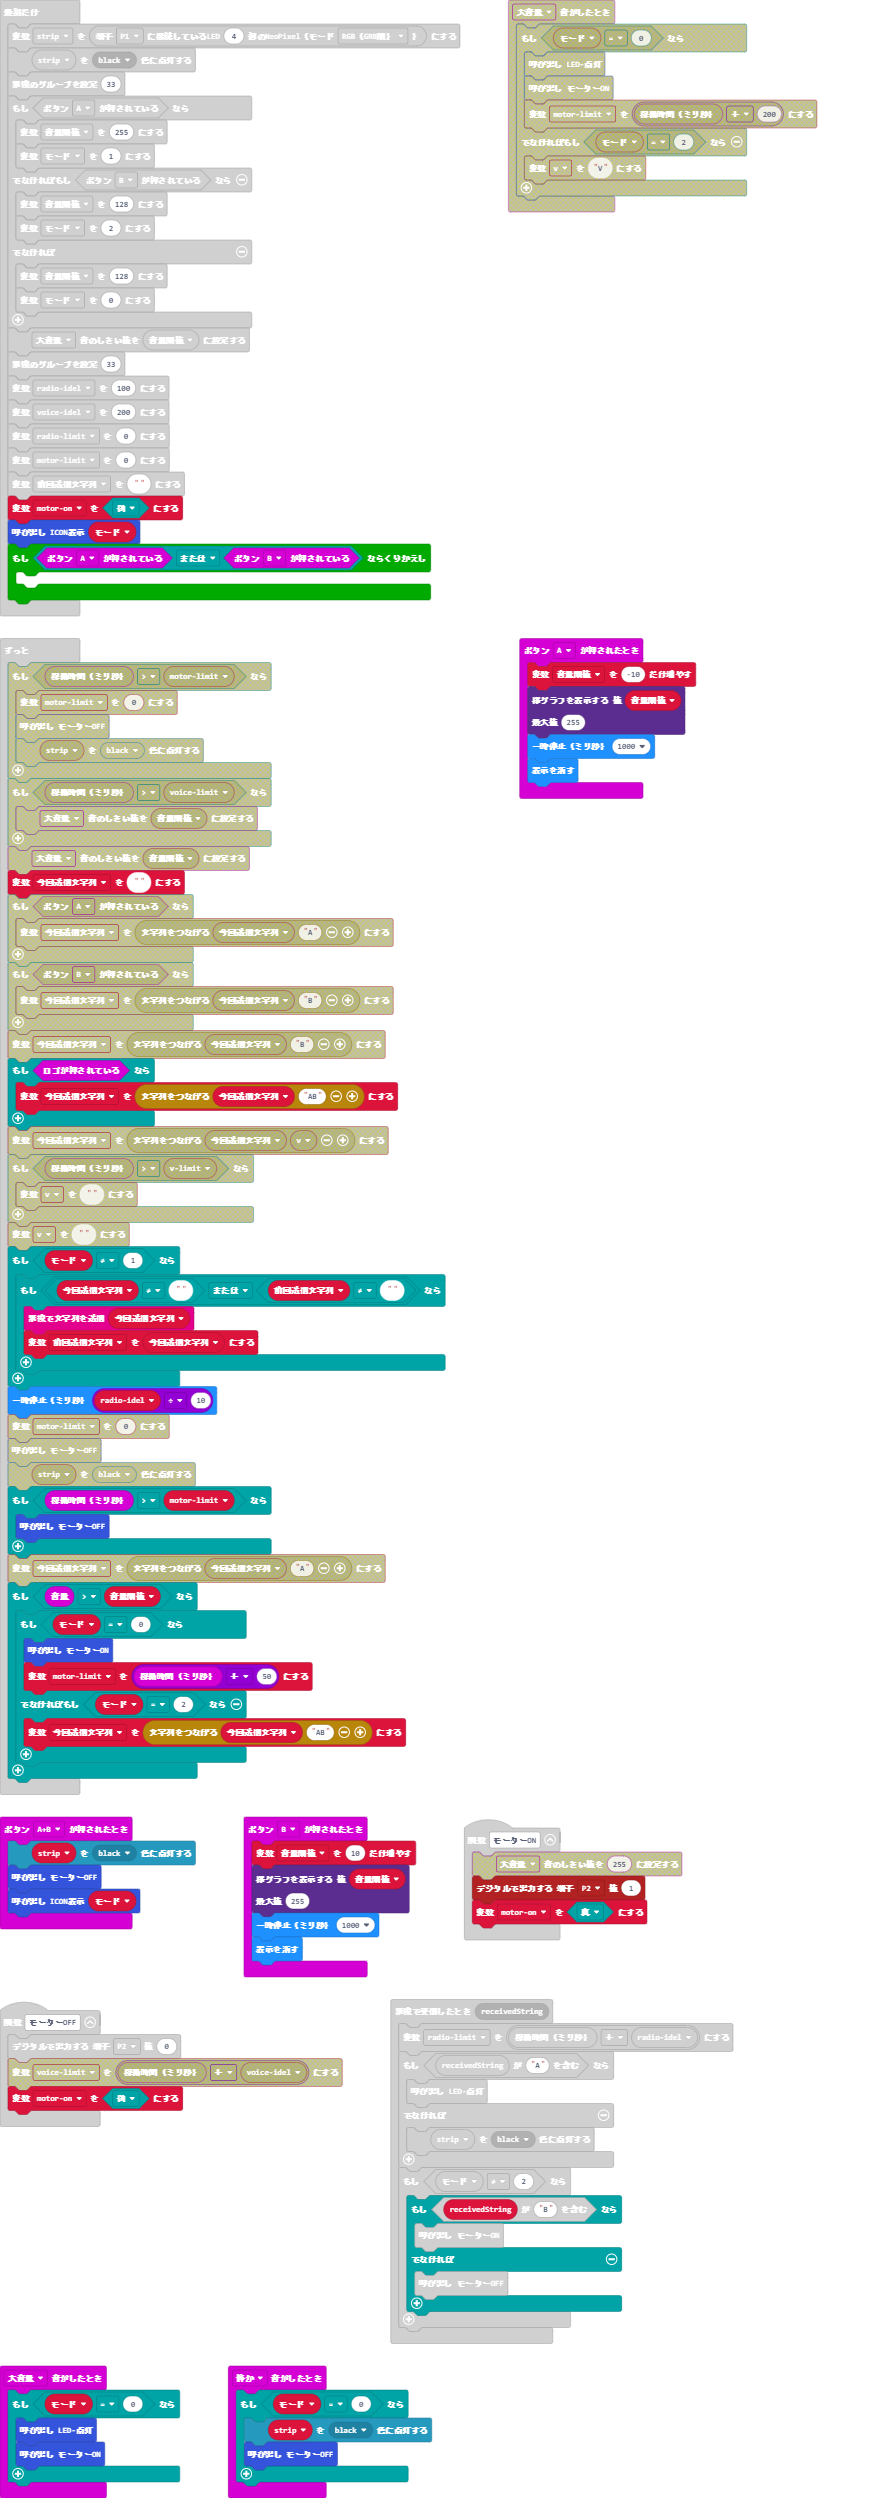 最初だけ
変数 strip を 端子 P1 に接続しているLED 4 個のNeoPixel (モード RGB (GRB順) ) にする
strip を black 色に点灯する
無線のグループを設定 33
もし ボタン A が押されている なら
変数 音量閾値 を 255 にする
変数 モード を 1 にする
でなければもし ボタン B が押されている なら
変数 音量閾値 を 128 にする
変数 モード を 2 にする
でなければ
変数 音量閾値 を 128 にする
変数 モード を 0 にする
大音量 音のしきい値を 音量閾値 に設定する
無線のグループを設定 33
変数 radio-idel を 100 にする
変数 voice-idel を 200 にする
変数 radio-limit を 0 にする
変数 motor-limit を 0 にする
変数 前回送信文字列 を " " にする
変数 motor-on を 偽 にする
呼び出し ICON表示 モード
もし ボタン A が押されている または ボタン B が押されている ならくりかえし
大音量 音がしたとき
もし モード = 0 なら
呼び出し LED-点灯
呼び出し モーターON
変数 motor-limit を 稼働時間 (ミリ秒) + 200 にする
でなければもし モード = 2 なら
変数 v を "V" にする
ずっと
もし 稼働時間 (ミリ秒) > motor-limit なら
変数 motor-limit を 0 にする
呼び出し モーターOFF
strip を black 色に点灯する
もし 稼働時間 (ミリ秒) > voice-limit なら
大音量 音のしきい値を 音量閾値 に設定する
大音量 音のしきい値を 音量閾値 に設定する
変数 今回送信文字列 を " " にする
もし ボタン A が押されている なら
変数 今回送信文字列 を 文字列をつなげる 今回送信文字列 "A" にする
もし ボタン B が押されている なら
変数 今回送信文字列 を 文字列をつなげる 今回送信文字列 "B" にする
変数 今回送信文字列 を 文字列をつなげる 今回送信文字列 "B" にする
もし ロゴが押されている なら
変数 今回送信文字列 を 文字列をつなげる 今回送信文字列 "AB" にする
変数 今回送信文字列 を 文字列をつなげる 今回送信文字列 v にする
もし 稼働時間 (ミリ秒) > v-limit なら
変数 v を " " にする
変数 v を " " にする
もし モード ≠ 1 なら
もし 今回送信文字列 ≠ " " または 前回送信文字列 ≠ " " なら
無線で文字列を送信 今回送信文字列
変数 前回送信文字列 を 今回送信文字列 にする
一時停止 (ミリ秒) radio-idel ÷ 10
変数 motor-limit を 0 にする
呼び出し モーターOFF
strip を black 色に点灯する
もし 稼働時間 (ミリ秒) > motor-limit なら
呼び出し モーターOFF
変数 今回送信文字列 を 文字列をつなげる 今回送信文字列 "A" にする
もし 音量 > 音量閾値 なら
もし モード = 0 なら
呼び出し モーターON
変数 motor-limit を 稼働時間 (ミリ秒) + 50 にする
でなければもし モード = 2 なら
変数 今回送信文字列 を 文字列をつなげる 今回送信文字列 "AB" にする
ボタン A が押されたとき
変数 音量閾値 を -10 だけ増やす
棒グラフを表示する 値 音量閾値
最大値 255
一時停止 (ミリ秒) 1000
表示を消す
ボタン A+B が押されたとき
strip を black 色に点灯する
呼び出し モーターOFF
呼び出し ICON表示 モード
ボタン B が押されたとき
変数 音量閾値 を 10 だけ増やす
棒グラフを表示する 値 音量閾値
最大値 255
一時停止 (ミリ秒) 1000
表示を消す
関数 モーターON
大音量 音のしきい値を 255 に設定する
デジタルで出力する 端子 P2 値 1
変数 motor-on を 真 にする
関数 モーターOFF
デジタルで出力する 端子 P2 値 0
変数 voice-limit を 稼働時間 (ミリ秒) + voice-idel にする
変数 motor-on を 偽 にする
無線で受信したとき receivedString
変数 radio-limit を 稼働時間 (ミリ秒) + radio-idel にする
もし receivedString が "A" を含む なら
呼び出し LED-点灯
でなければ
strip を black 色に点灯する
もし モード ≠ 2 なら
もし receivedString が "B" を含む なら
呼び出し モーターON
でなければ
呼び出し モーターOFF
大音量 音がしたとき
もし モード = 0 なら
呼び出し LED-点灯
呼び出し モーターON
静か 音がしたとき
もし モード = 0 なら
strip を black 色に点灯する
呼び出し モーターOFF